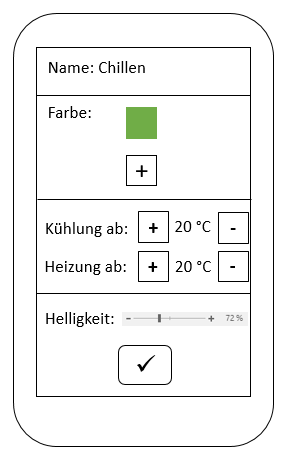 Name: Chillen
Farbe:
+
Kühlung ab: + 20 °C -
Heizung ab: + 20 °C -
Helligkeit: - + 72 %
✓